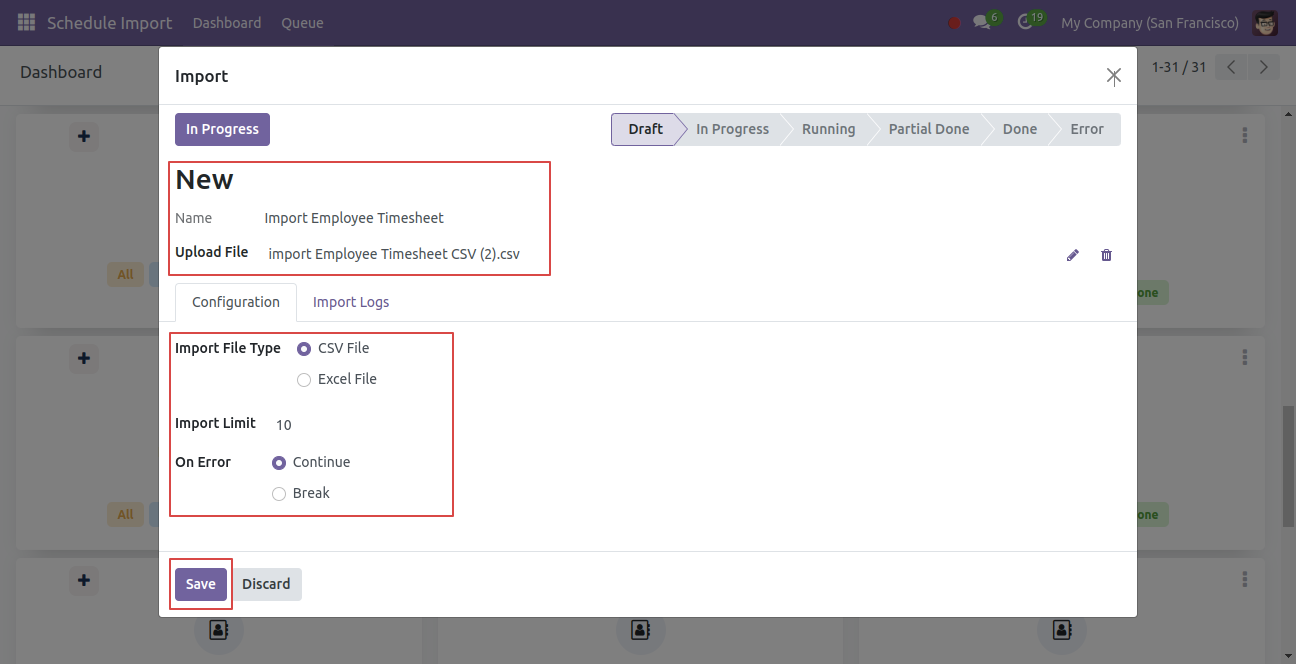 Schedule Import Dashboard Queue 6 19 My Company (San Francisco)
Dashboard 1-31 / 31
Import
In Progress Draft In Progress Running Partial Done Done Error
New
Name Import Employee Timesheet
Upload File import Employee Timesheet CSV (2).csv
All one
Configuration Import Logs
Import File Type CSV File
Excel File
Import Limit 10
On Error Continue
Break
All one
Save Discard